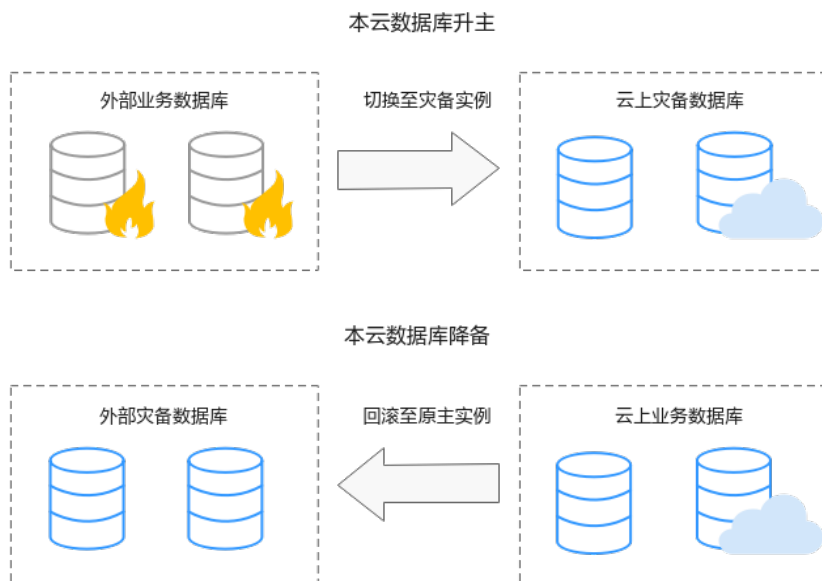 本云数据库升主
外部业务数据库
切换至灾备实例
云上灾备数据库
本云数据库降备
外部灾备数据库
回滚至原主实例
云上业务数据库